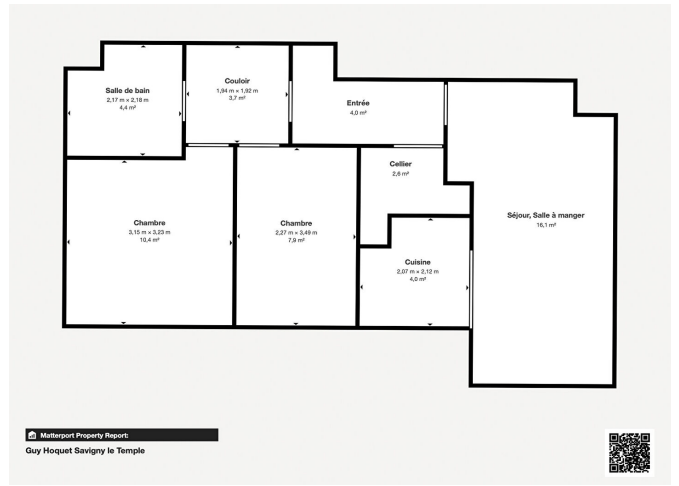 Salle de bain
2,17 m × 2,18 m
4,4 m²
Couloir
1,94 m × 1,92 m
3,7 m²
Entrée
4,0 m²
Cellier
2,6 m²
Séjour, Salle à manger
16,1 m²
Chambre
3,15 m × 3,23 m
10,4 m²
Chambre
2,27 m × 3,49 m
7,9 m²
Cuisine
2,07 m × 2,12 m
4,0 m²
Matterport Property Report:
Guy Hoquet Savigny le Temple